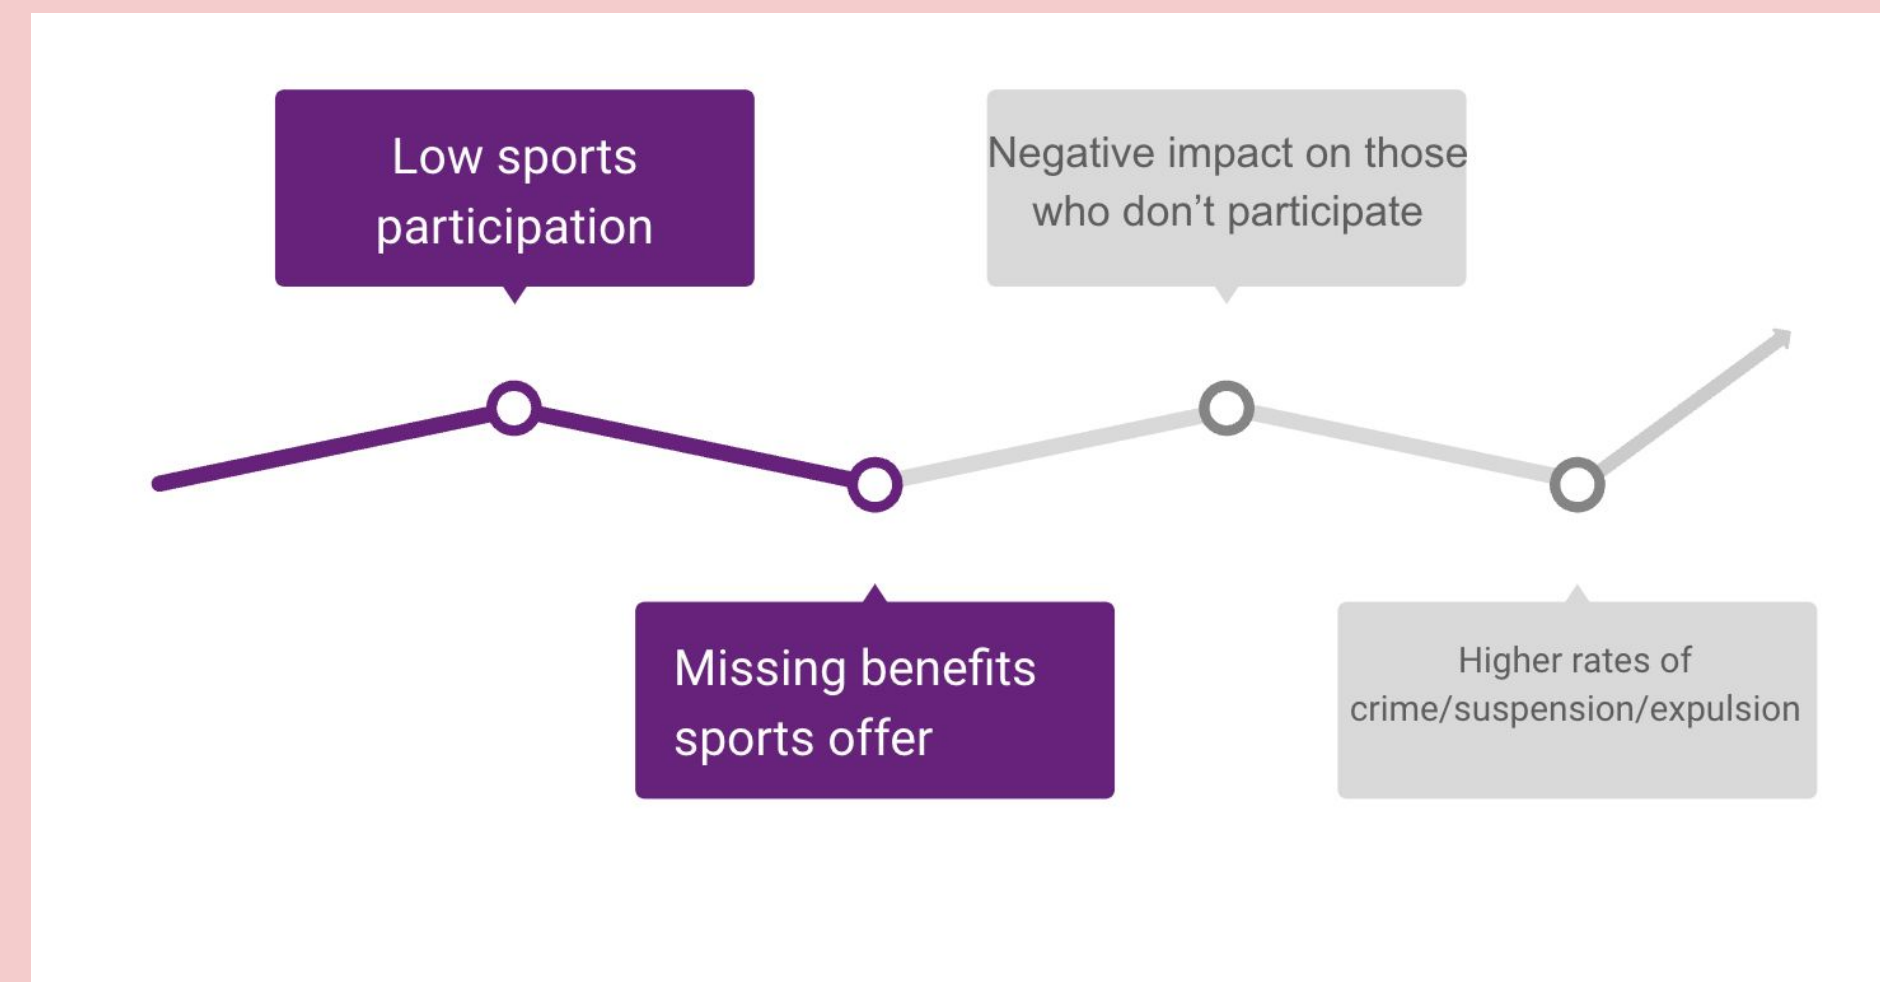 Low sports
participation
Missing benefits
sports offer
Negative impact on those
who don’t participate
Higher rates of
crime/suspension/expulsion